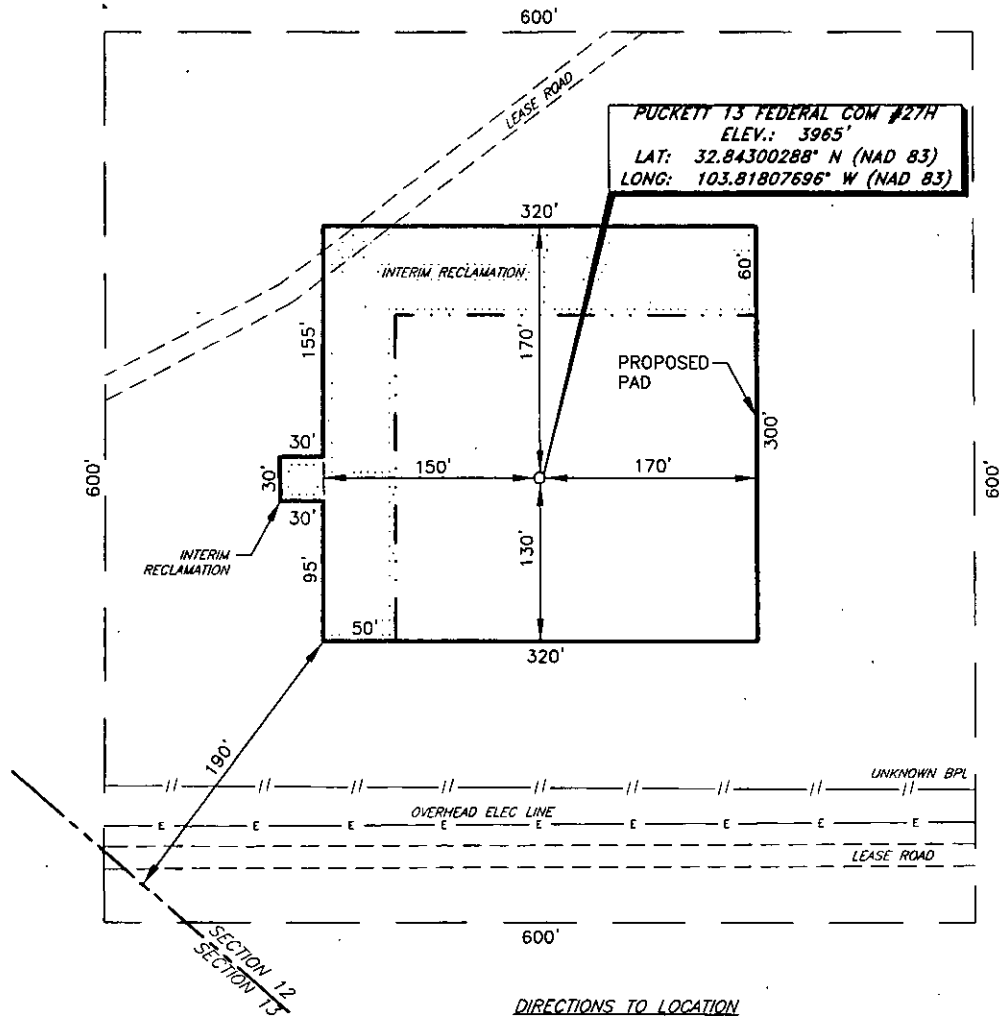 600'
LEASE ROAD
PUCKETT 13 FEDERAL COM #27H
ELEV.: 3965'
LAT: 32.84300288° N (NAD 83)
LONG: 103.81807696° W (NAD 83)
320'
INTERIM RECLAMATION
60'
155'
170'
PROPOSED
PAD
300'
30'
150'
170'
600'
30'
600'
30'
130'
INTERIM
RECLAMATION
95'
50'
320'
190'
UNKNOWN BPL
OVERHEAD ELEC LINE
E E E E E E E E E
LEASE ROAD
600'
SECTION 12
SECTION 13
DIRECTIONS TO LOCATION